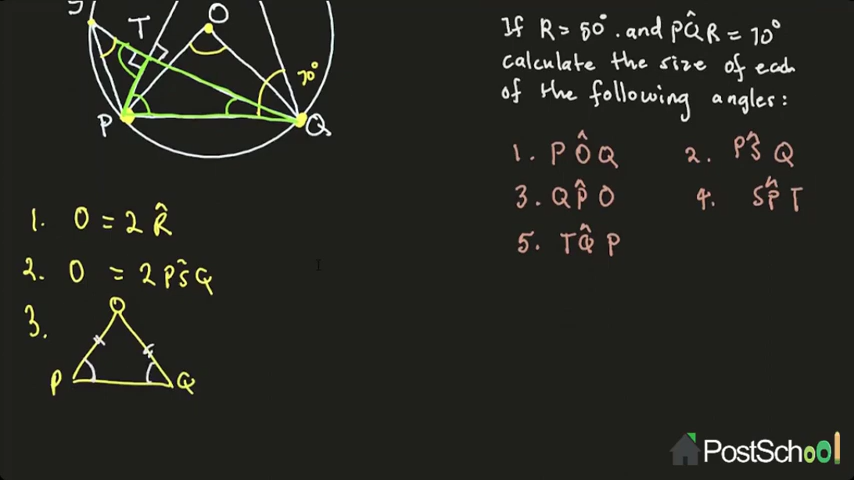 S
O
T
70°
P
Q
If R = 50° . and PQ̂R = 70°
calculate the size of each
of the following angles:
1. PÔQ
2. PŜQ
3. QP̂O
4. SP̂T
5. TQ̂P
1. O = 2R̂
2. O = 2PŜQ
3.
O
P
Q
PostSchool